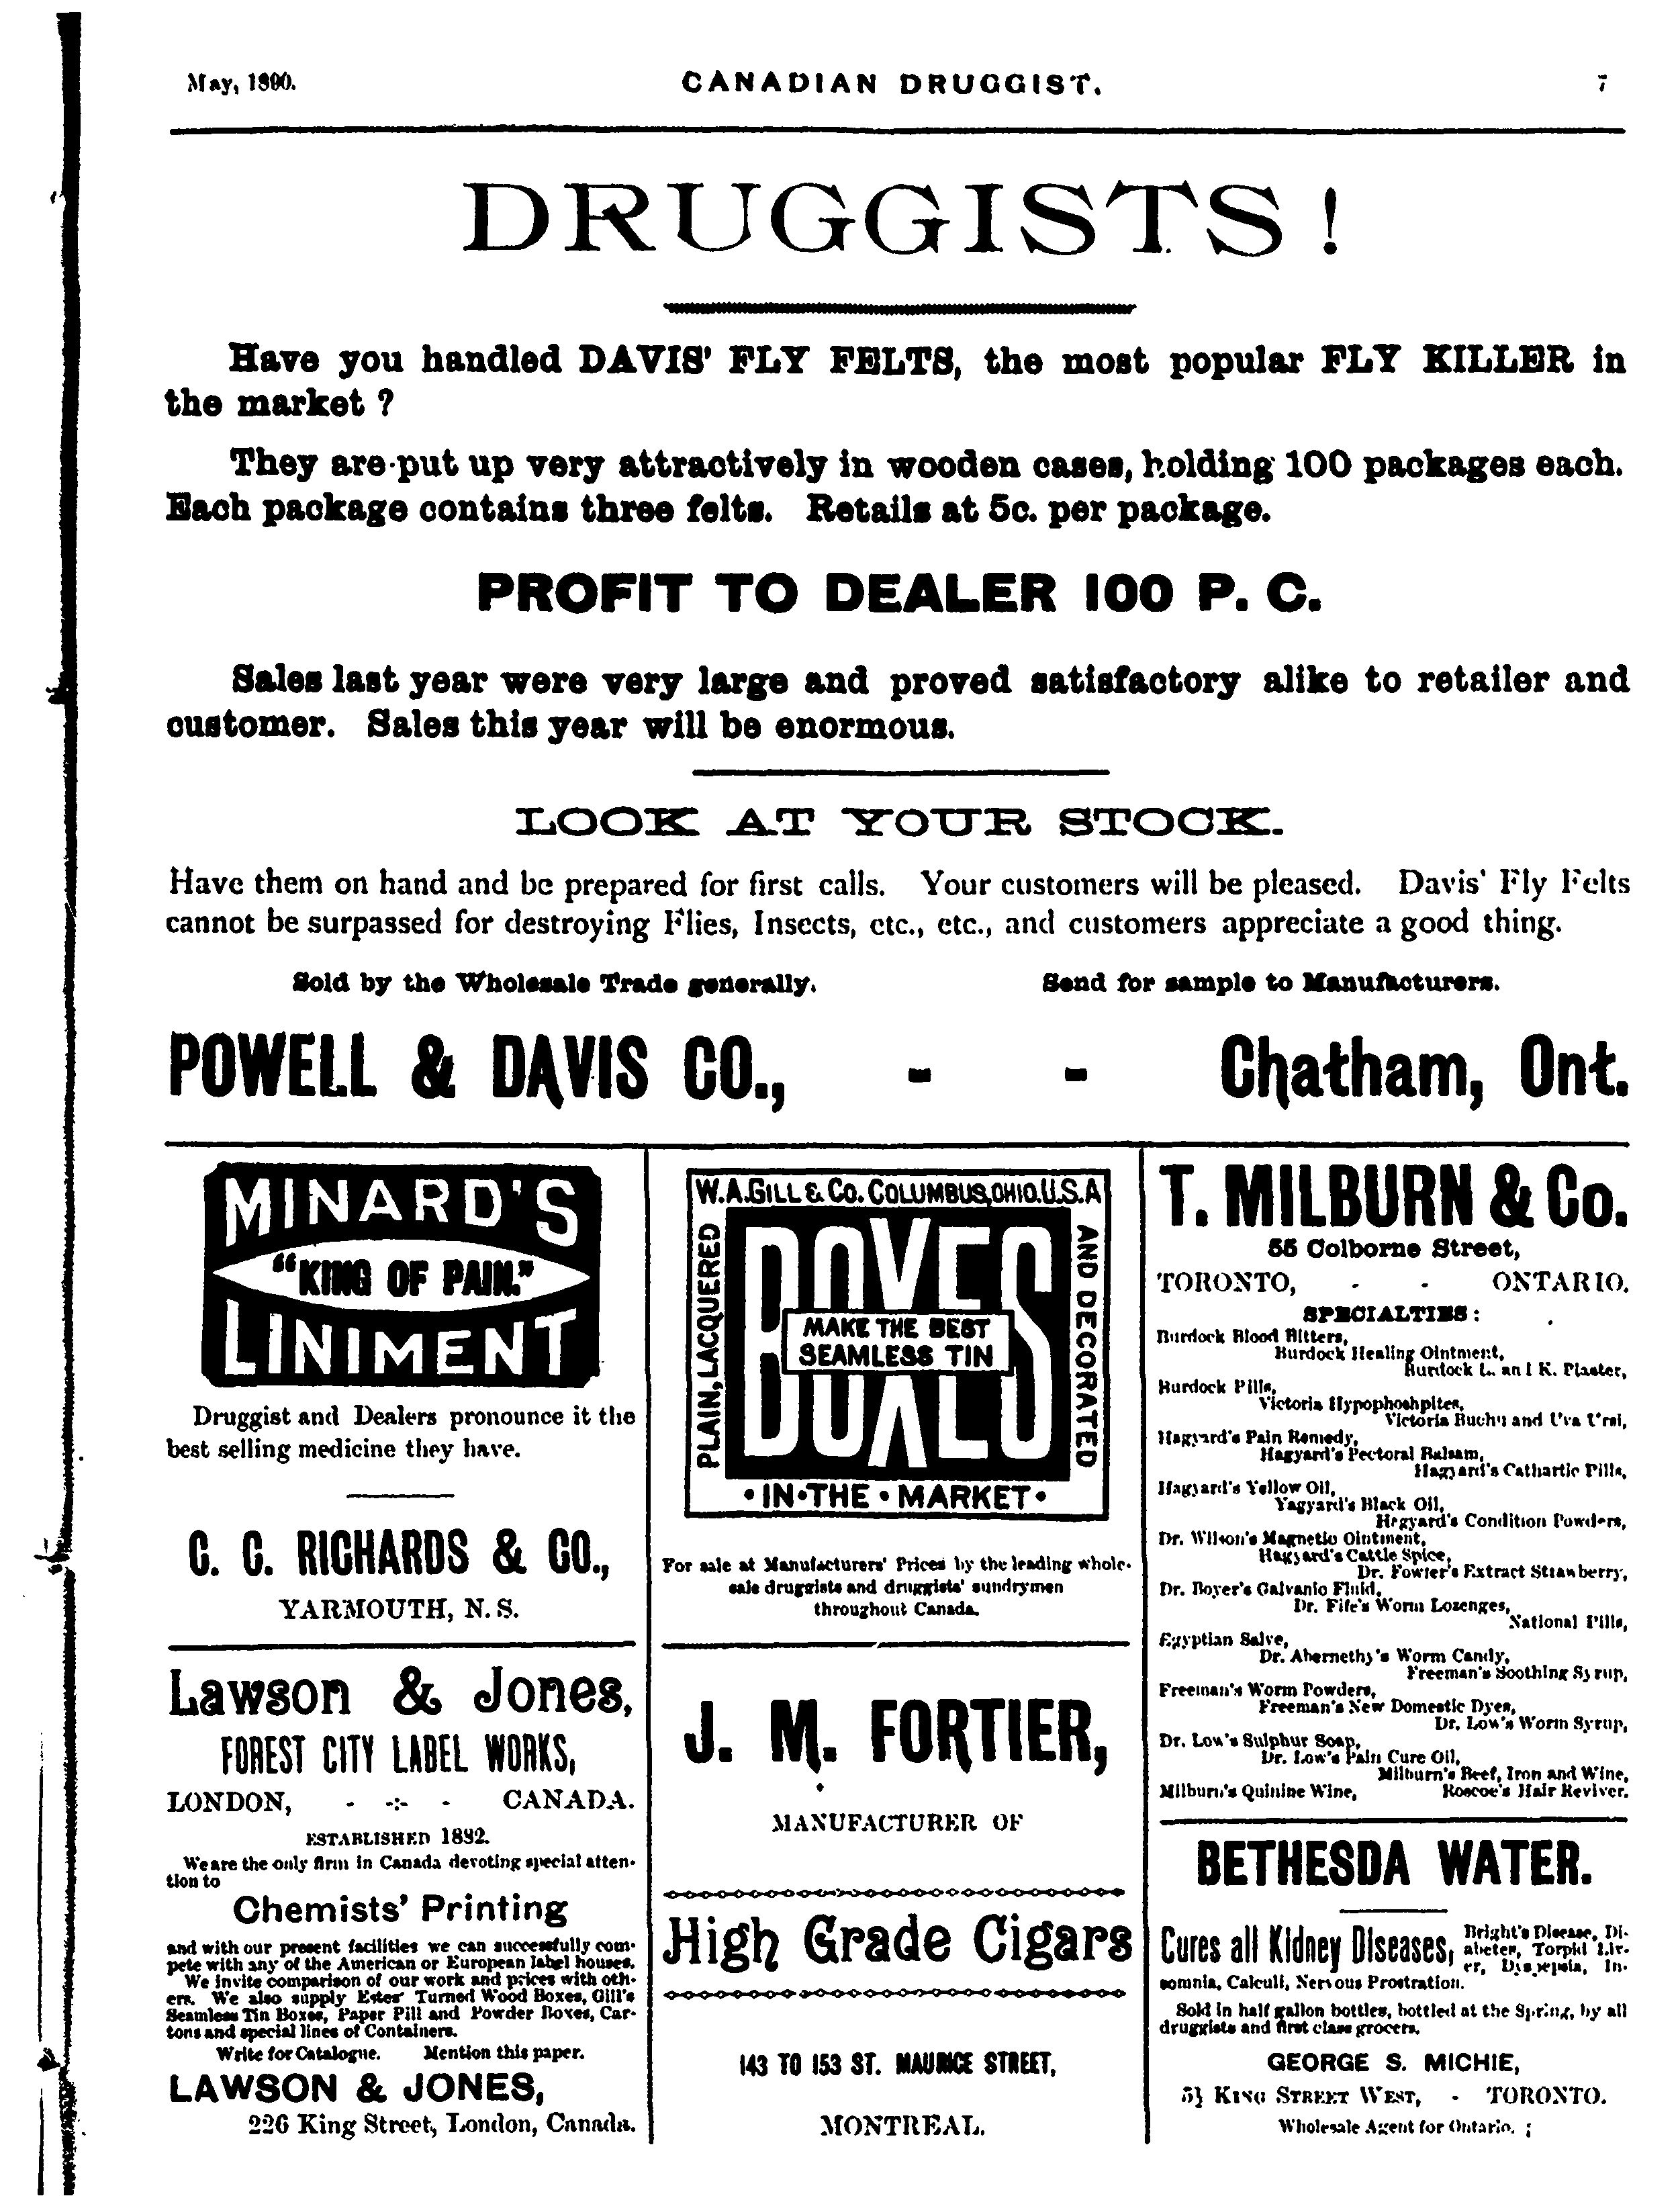 May, 1890.
CANADIAN DRUGGIST.
7
DRUGGISTS!
Have you handled DAVIS' FLY FELTS, the most popular FLY KILLER in
the market ?
They are put up very attractively in wooden cases, holding 100 packages each.
Each package contains three felts. Retails at 5c. per package.
PROFIT TO DEALER 100 P. C.
Sales last year were very large and proved satisfactory alike to retailer and
customer. Sales this year will be enormous.
LOOK AT YOUR STOCK.
Have them on hand and be prepared for first calls. Your customers will be pleased. Davis' Fly Felts
cannot be surpassed for destroying Flies, Insects, etc., etc., and customers appreciate a good thing.
Sold by the Wholesale Trade generally. Send for sample to Manufacturers.
POWELL & DAVIS CO., - - Chatham, Ont.
MINARD'S
"KING OF PAIN."
LINIMENT
Druggist and Dealers pronounce it the
best selling medicine they have.
C. C. RICHARDS & CO.,
YARMOUTH, N. S.
Lawson & Jones,
FOREST CITY LABEL WORKS,
LONDON, - -:- - CANADA.
ESTABLISHED 1882.
We are the only firm in Canada devoting special atten-
tion to
Chemists' Printing
and with our present facilities we can successfully com-
pete with any of the American or European label houses.
We invite comparison of our work and prices with oth-
ers. We also supply Estes' Turned Wood Boxes, Gill's
Seamless Tin Boxes, Paper Pill and Powder Boxes, Car-
tons and special lines of Containers.
Write for Catalogue. Mention this paper.
LAWSON & JONES,
226 King Street, London, Canada.
W.A.GILL & Co. COLUMBUS, OHIO. U.S.A
PLAIN, LACQUERED
AND DECORATED
BOXES
MAKE THE BEST
SEAMLESS TIN
BOXES
• IN • THE • MARKET •
For sale at Manufacturers' Prices by the leading whole-
sale druggists and druggists' sundrymen
throughout Canada.
J. M. FORTIER,
MANUFACTURER OF
High Grade Cigars
143 TO 153 ST. MAURICE STREET,
MONTREAL.
T. MILBURN & Co.
55 Colborne Street,
TORONTO, - - ONTARIO.
SPECIALTIES :
Burdock Blood Bitters,
Burdock Healing Ointment,
Burdock L. and K. Plaster,
Burdock Pills,
Victoria Hypophoshpites,
Victoria Buchu and Uva Ursi,
Hagyard's Pain Remedy,
Hagyard's Pectoral Balsam,
Hagyard's Cathartic Pills,
Hagyard's Yellow Oil,
Yagyard's Black Oil,
Hegyard's Condition Powders,
Dr. Wilson's Magnetic Ointment,
Hagyard's Cattle Spice,
Dr. Fowler's Extract Strawberry,
Dr. Boyer's Galvanic Fluid,
Dr. Fife's Worm Lozenges,
National Pills,
Egyptian Salve,
Dr. Abernethy's Worm Candy,
Freeman's Soothing Syrup,
Freeman's Worm Powders,
Freeman's New Domestic Dyes,
Dr. Low's Worm Syrup,
Dr. Low's Sulphur Soap,
Dr. Low's Pain Cure Oil,
Milburn's Beef, Iron and Wine,
Milburn's Quinine Wine, Roscoe's Hair Reviver.
BETHESDA WATER.
Cures all Kidney Diseases, Bright's Disease, Di-
abetes, Torpid Liv-
er, Dyspepsia, In-
somnia, Calculi, Nervous Prostration.
Sold in half gallon bottles, bottled at the Spring, by all
druggists and first class grocers.
GEORGE S. MICHIE,
KING STREET WEST, - TORONTO.
Wholesale Agent for Ontario.